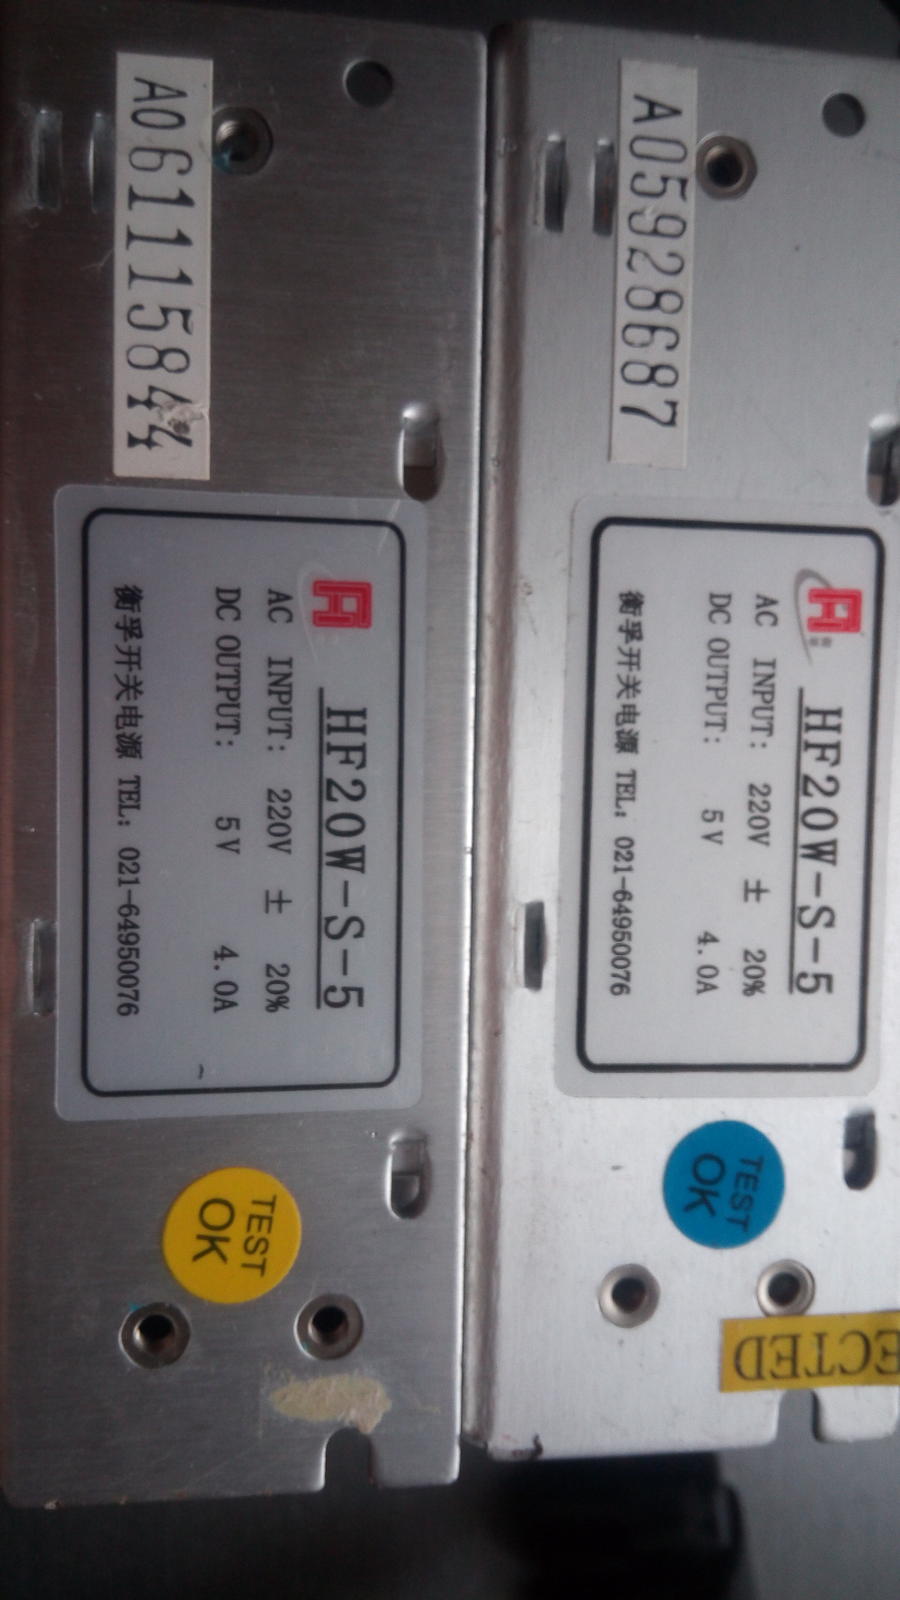 A061115844
HF20W-S-5
AC INPUT: 220V ± 20%
DC OUTPUT: 5V 4.0A
衡孚开关电源 TEL: 021-64950076
TEST
OK
A05928687
HF20W-S-5
AC INPUT: 220V ± 20%
DC OUTPUT: 5V 4.0A
衡孚开关电源 TEL: 021-64950076
TEST
OK
ECTED